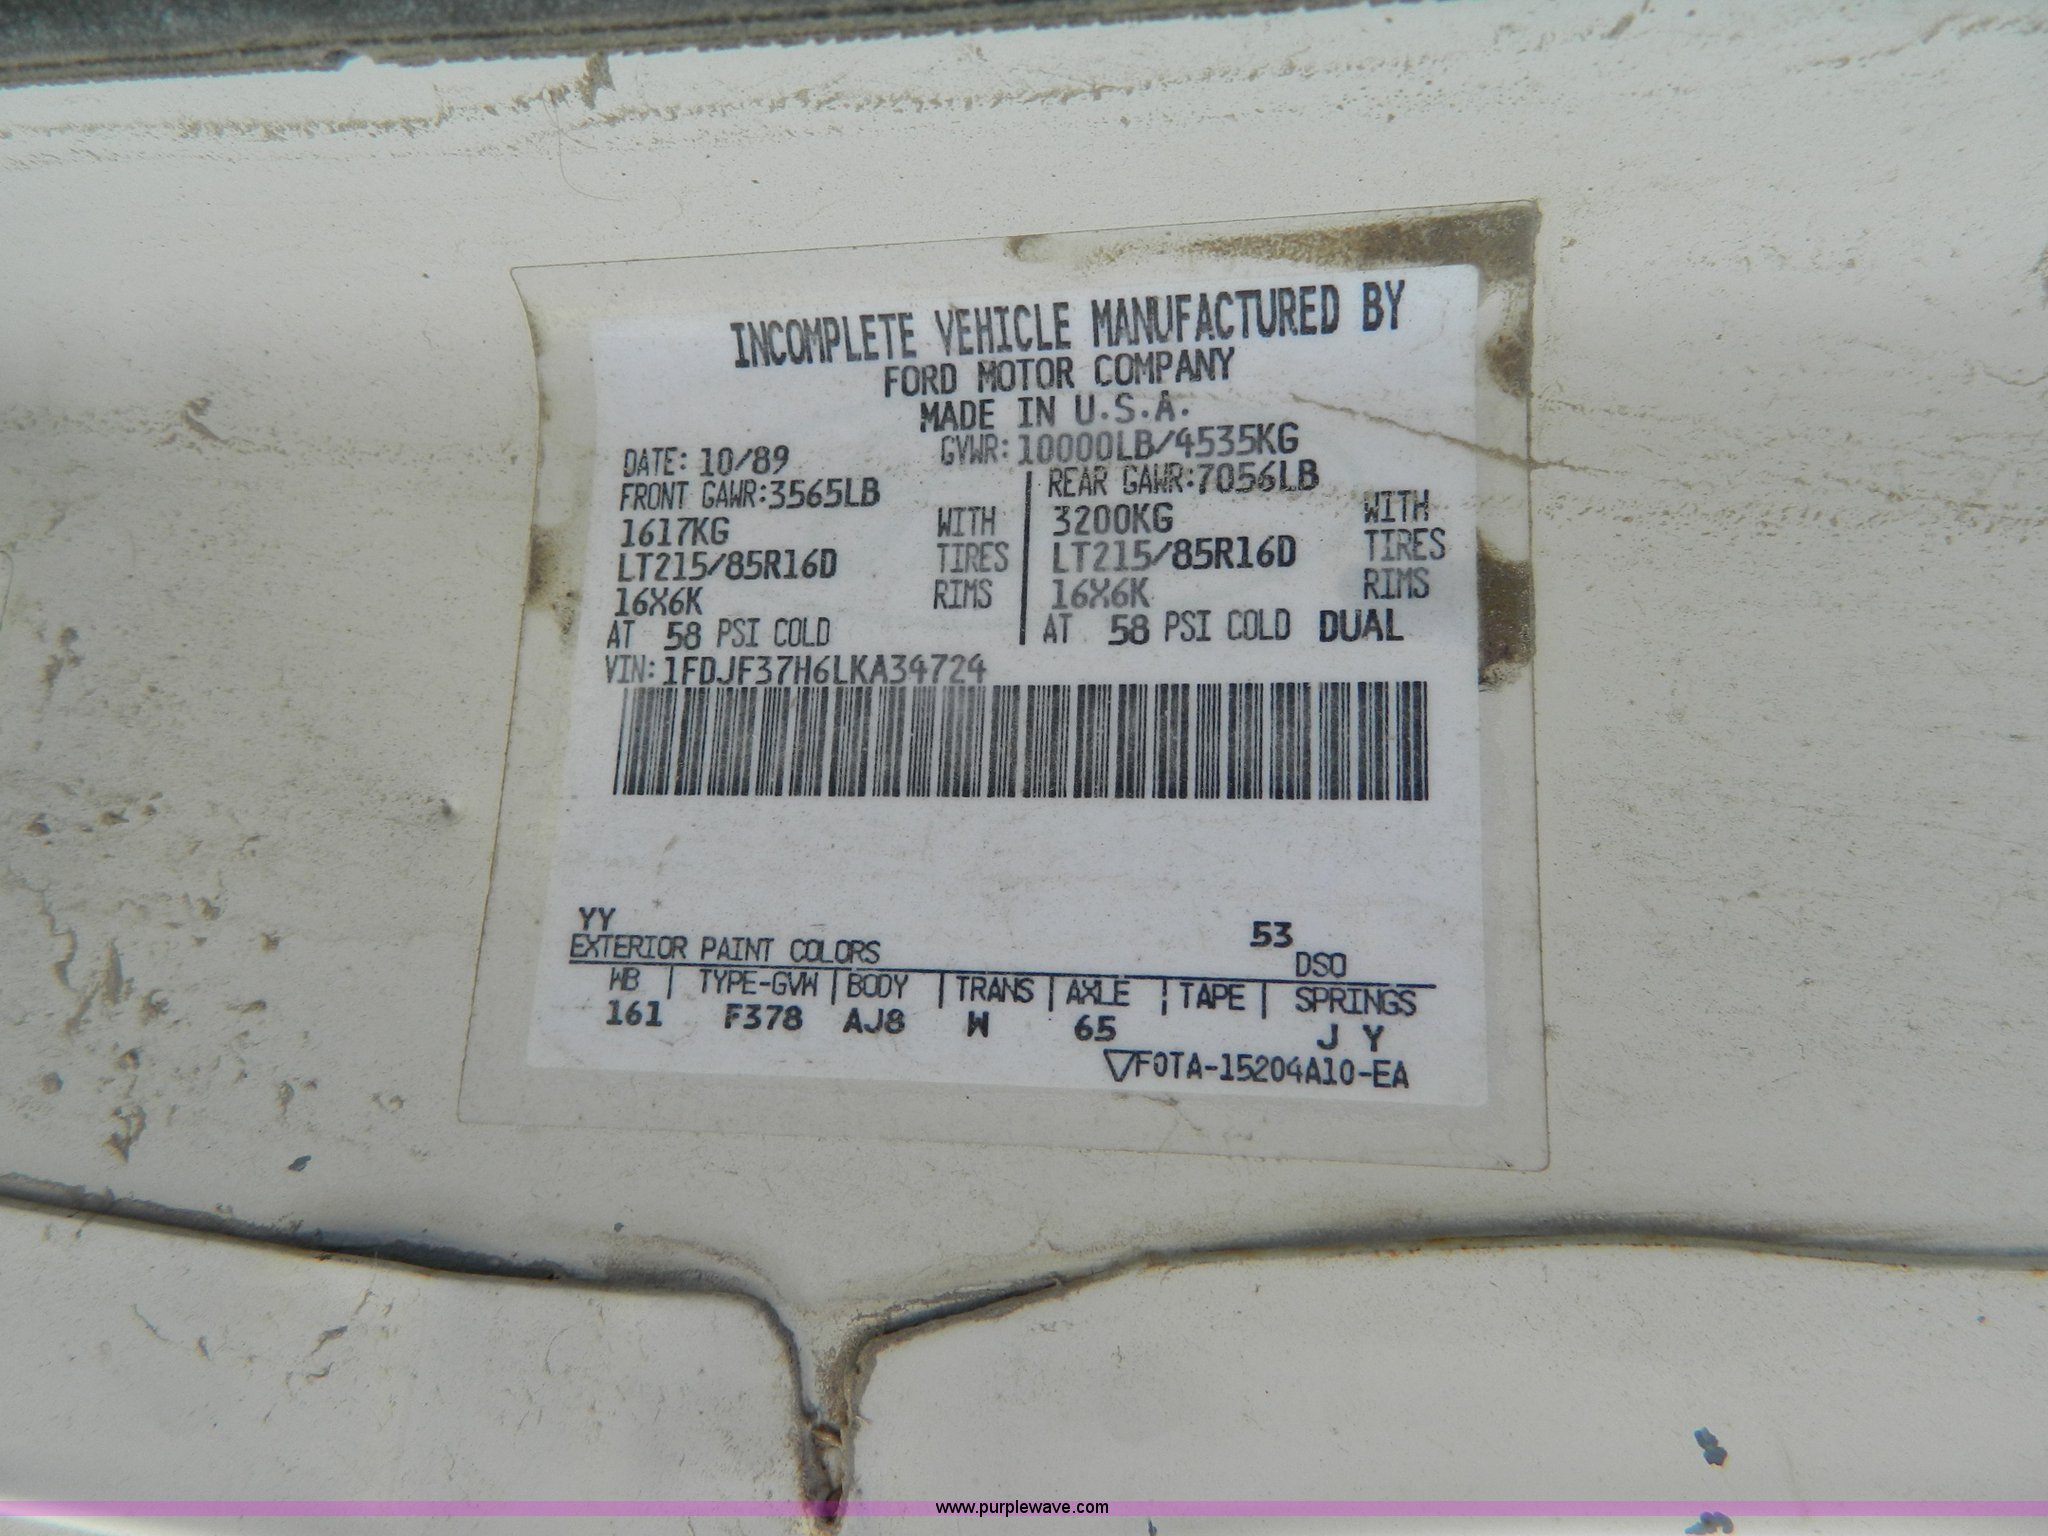 INCOMPLETE VEHICLE MANUFACTURED BY
FORD MOTOR COMPANY
MADE IN U.S.A.
DATE: 10/89 GVWR: 10000LB/4535KG
FRONT GAWR: 3565LB REAR GAWR: 7056LB
1617KG WITH 3200KG WITH
LT215/85R16D TIRES LT215/85R16D TIRES
16X6K RIMS 16X6K RIMS
AT 58 PSI COLD AT 58 PSI COLD DUAL
VIN: 1FDJF37H6LKA34724
YY 53
EXTERIOR PAINT COLORS DSO
WB | TYPE-GVW | BODY | TRANS | AXLE | TAPE | SPRINGS
161 F378 AJ8 W 65 J Y
▽F0TA-15204A10-EA
www.purplewave.com